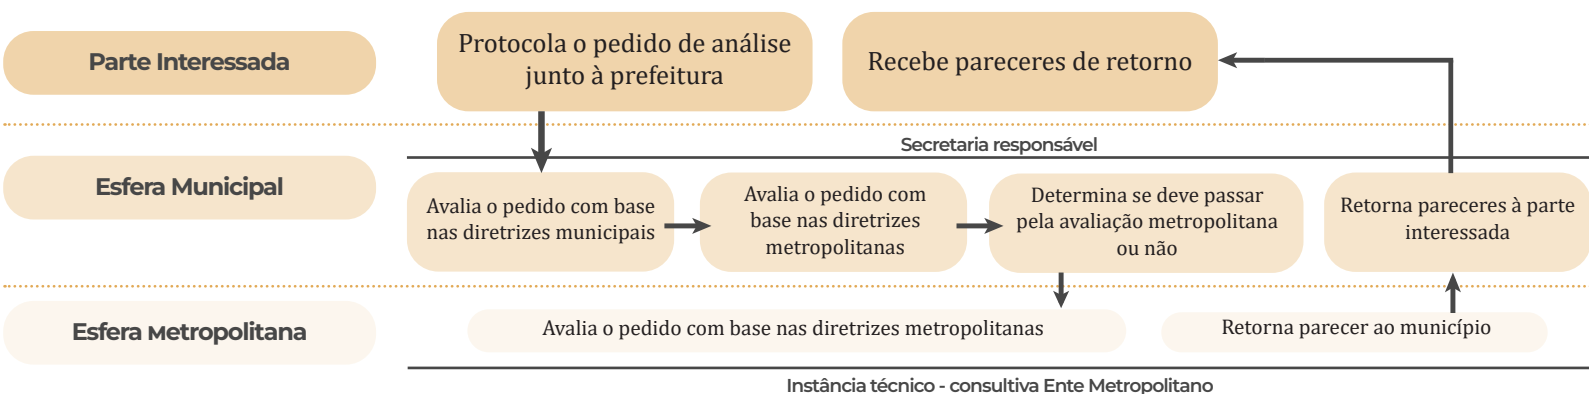 Parte Interessada
Protocola o pedido de análise
junto à prefeitura
Recebe pareceres de retorno
Secretaria responsável
Esfera Municipal
Avalia o pedido com base
nas diretrizes municipais
Avalia o pedido com
base nas diretrizes
metropolitanas
Determina se deve passar
pela avaliação metropolitana
ou não
Retorna pareceres à parte
interessada
Esfera Metropolitana
Avalia o pedido com base nas diretrizes metropolitanas
Retorna parecer ao município
Instância técnico - consultiva Ente Metropolitano